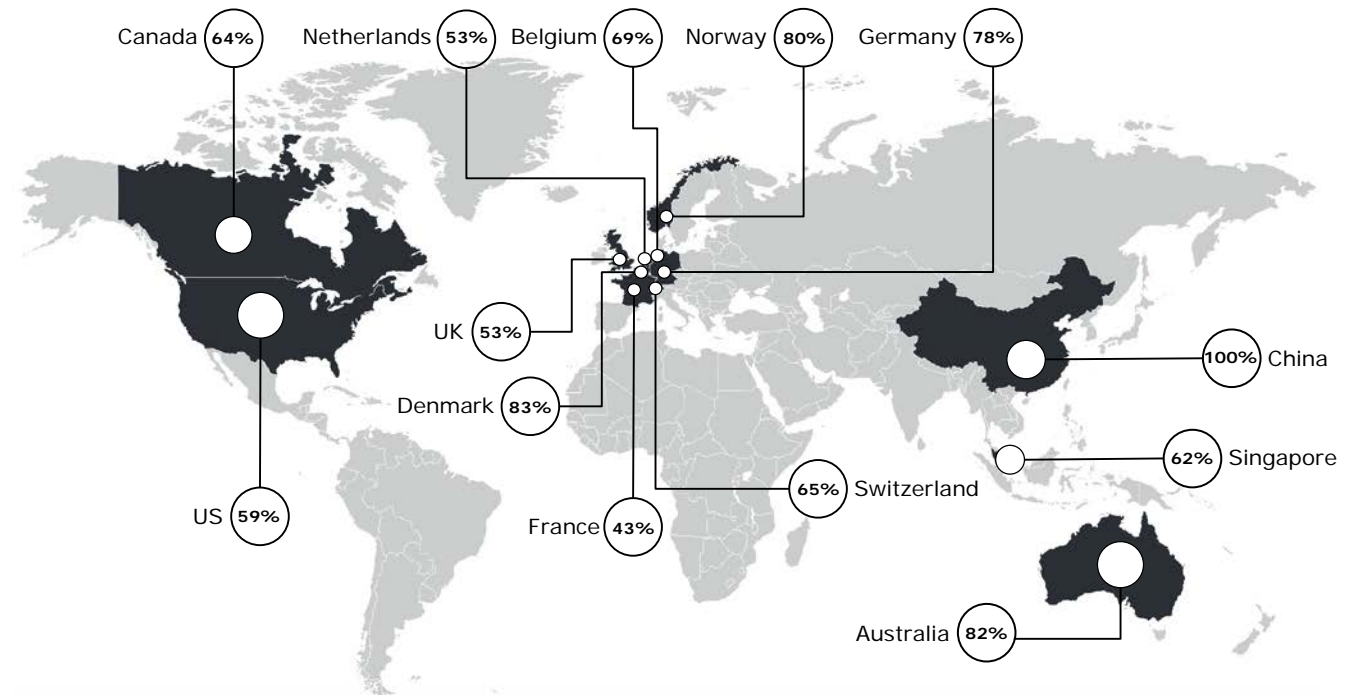 Canada 64%
Netherlands 53%
Belgium 69%
Norway 80%
Germany 78%
UK 53%
100% China
Denmark 83%
62% Singapore
65% Switzerland
US 59%
France 43%
Australia 82%